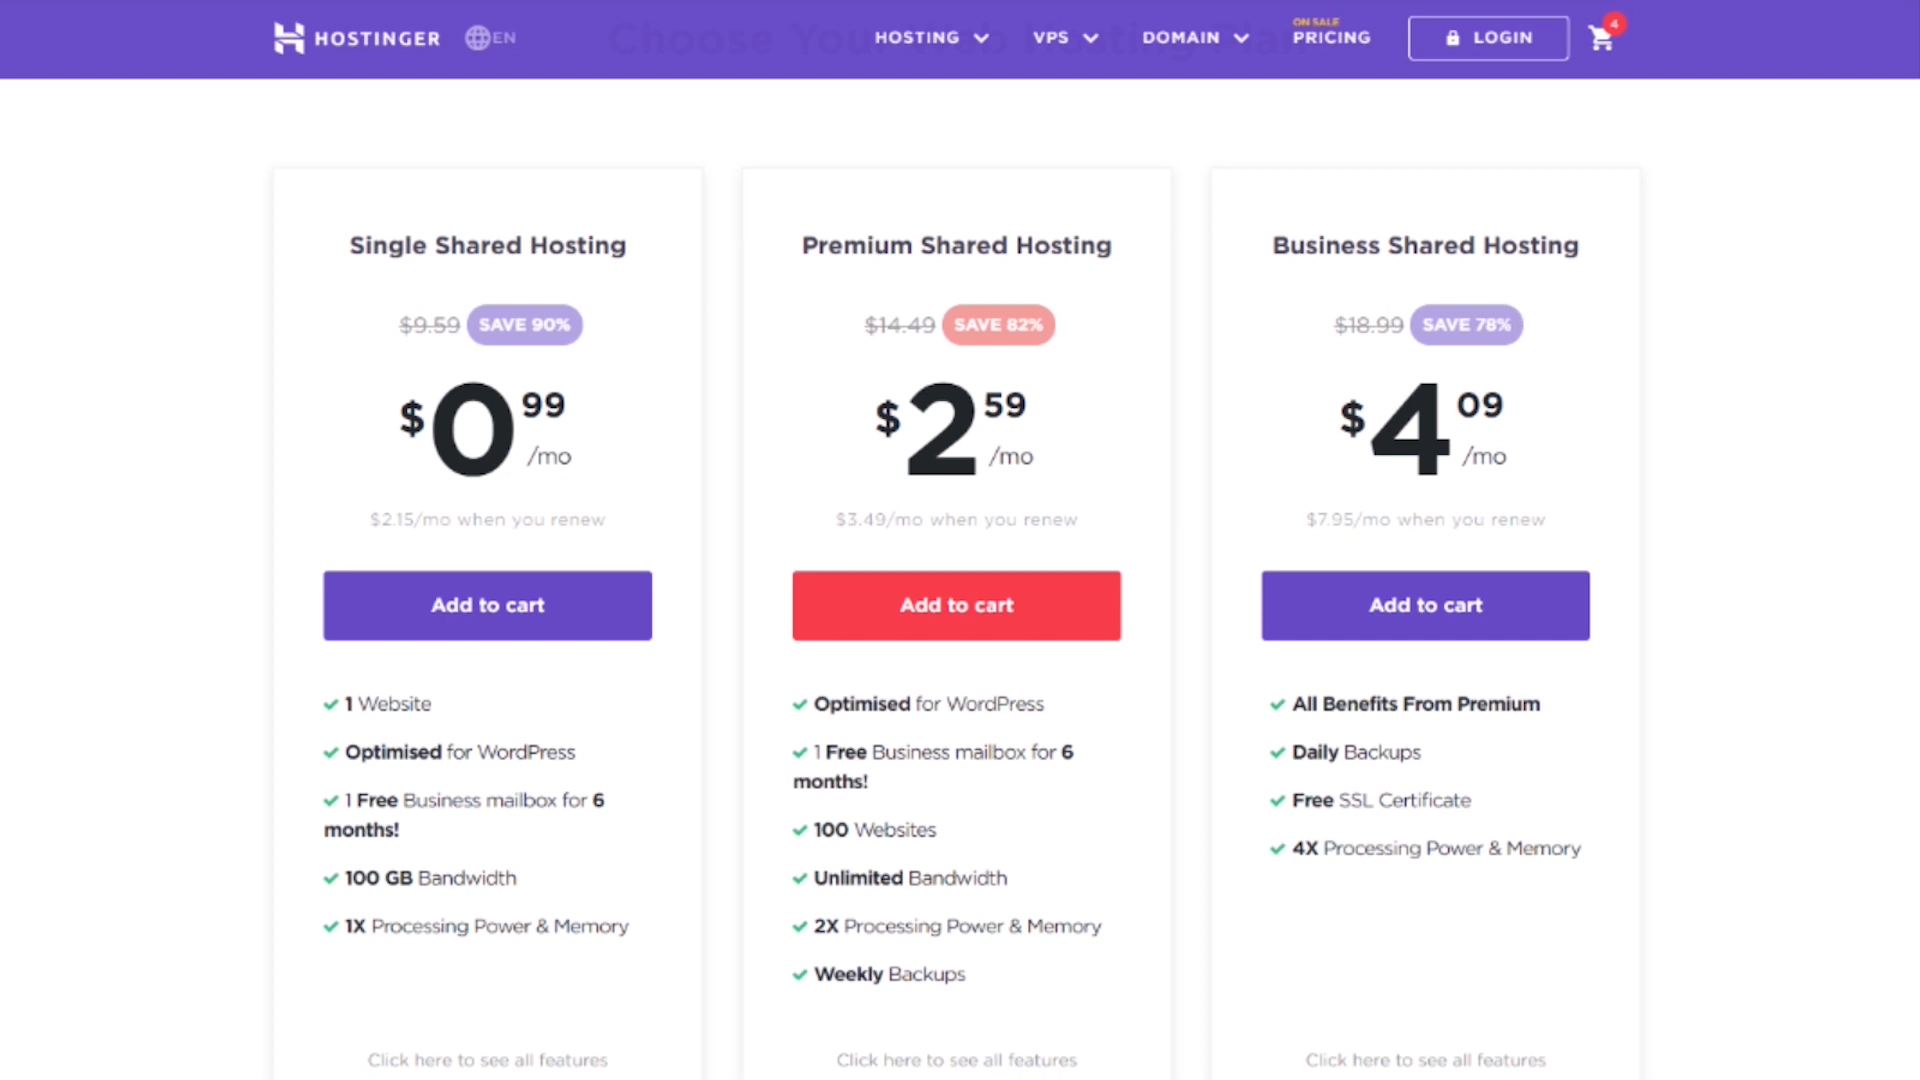 HOSTINGER EN
Choose Your Web Hosting Plan
HOSTING VPS DOMAIN ON SALE PRICING LOGIN 4
Single Shared Hosting
$9.59 SAVE 90%
$0.99/mo
$2.15/mo when you renew
Add to cart
1 Website
Optimised for WordPress
1 Free Business mailbox for 6
months!
100 GB Bandwidth
1X Processing Power & Memory
Click here to see all features
Premium Shared Hosting
$14.49 SAVE 82%
$2.59/mo
$3.49/mo when you renew
Add to cart
Optimised for WordPress
1 Free Business mailbox for 6
months!
100 Websites
Unlimited Bandwidth
2X Processing Power & Memory
Weekly Backups
Click here to see all features
Business Shared Hosting
$18.99 SAVE 78%
$4.09/mo
$7.95/mo when you renew
Add to cart
All Benefits From Premium
Daily Backups
Free SSL Certificate
4X Processing Power & Memory
Click here to see all features